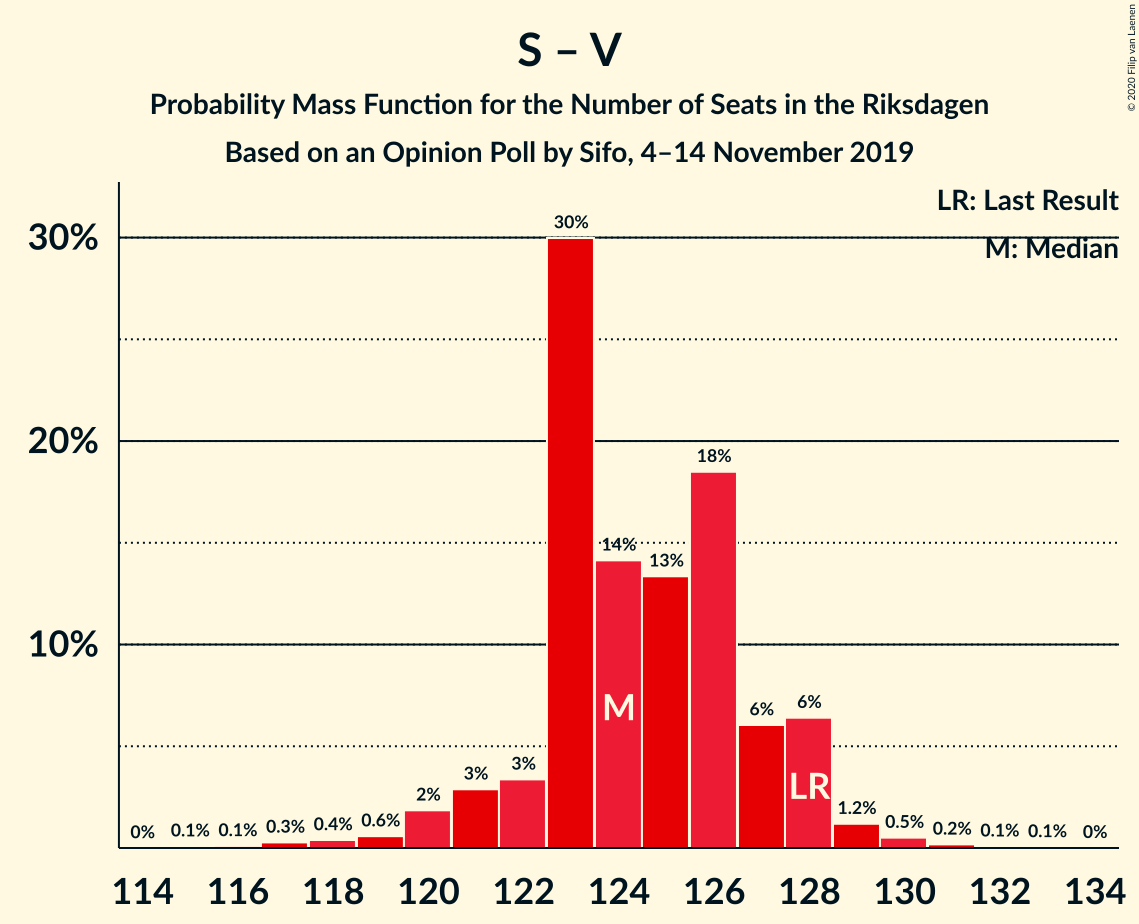 S – V
Probability Mass Function for the Number of Seats in the Riksdagen
Based on an Opinion Poll by Sifo, 4–14 November 2019
© 2020 Filip van Laenen
LR: Last Result
M: Median
30%
20%
10%
0% 0.1% 0.1% 0.3% 0.4% 0.6% 2% 3% 3% 30% 14% 13% 18% 6% 6% 1.2% 0.5% 0.2% 0.1% 0.1% 0%
M
LR
114 116 118 120 122 124 126 128 130 132 134